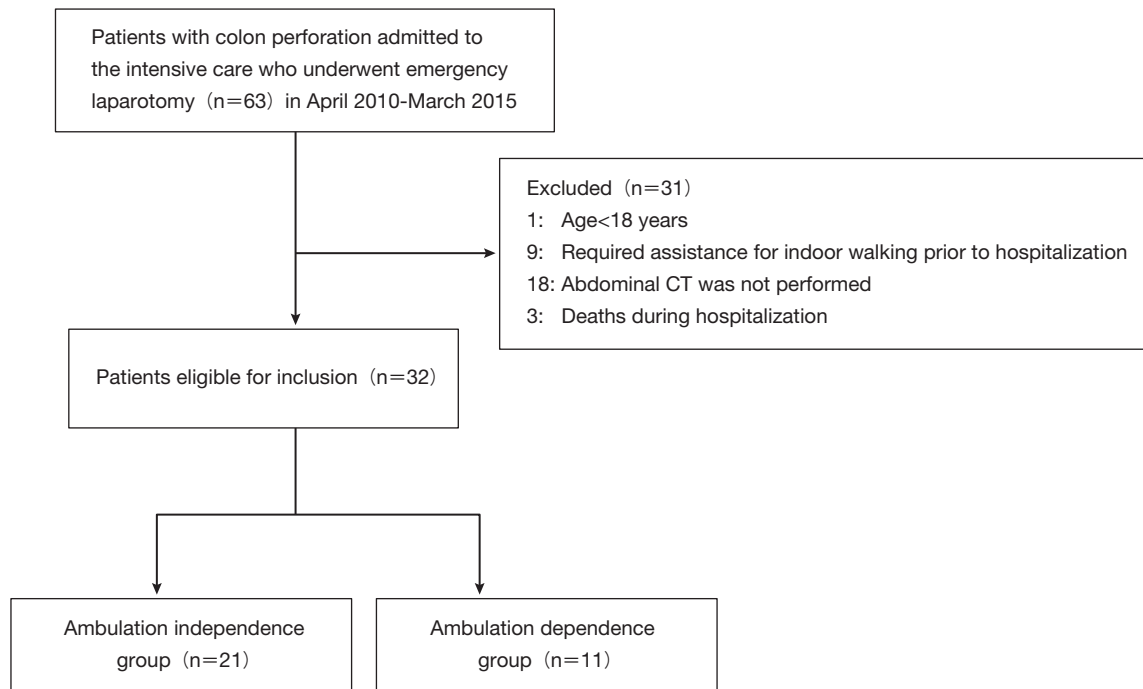 Patients with colon perforation admitted to
the intensive care who underwent emergency
laparotomy（n＝63）in April 2010-March 2015
Excluded（n＝31）
1: Age<18 years
9: Required assistance for indoor walking prior to hospitalization
18: Abdominal CT was not performed
3: Deaths during hospitalization
Patients eligible for inclusion（n＝32）
Ambulation independence
group（n＝21）
Ambulation dependence
group（n＝11）